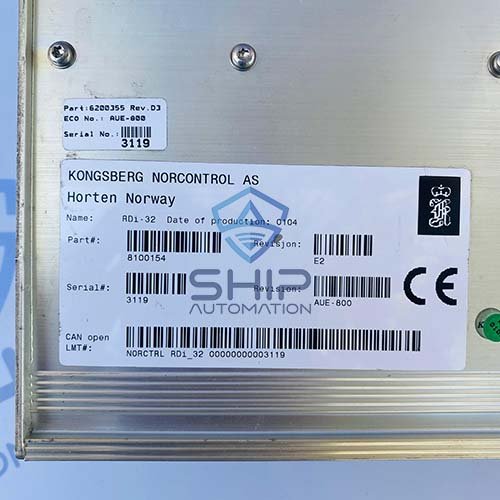 Part:6200355 Rev.D3
ECO No.: AUE-800
Serial No.:
3119
KONGSBERG NORCONTROL AS
Horten Norway
Name: RDi-32 Date of production: 0104
Part#: Revisjon:
8100154 E2
SHIP
AUTOMATION
Serial#: Revision:
3119 AUE-800
CE
CAN open
LMT#:
NORCTRL RDi_32 00000000003119